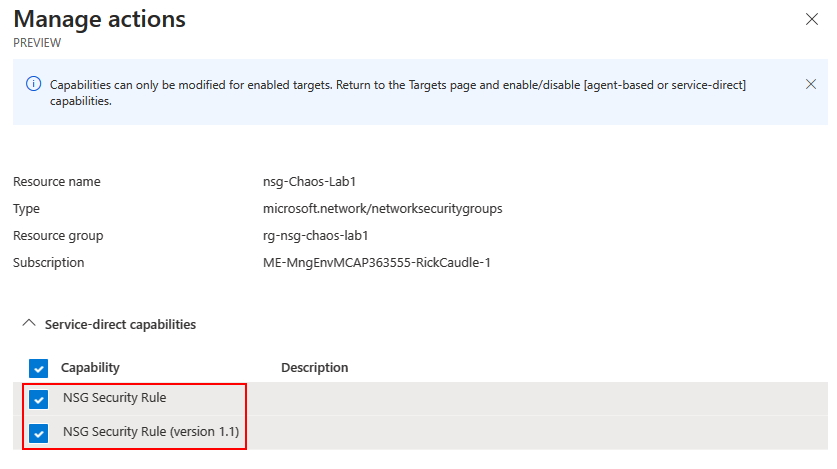 Manage actions
PREVIEW
Capabilities can only be modified for enabled targets. Return to the Targets page and enable/disable [agent-based or service-direct]
capabilities.
Resource name nsg-Chaos-Lab1
Type microsoft.network/networksecuritygroups
Resource group rg-nsg-chaos-lab1
Subscription ME-MngEnvMCAP363555-RickCaudle-1
Service-direct capabilities
Capability Description
NSG Security Rule
NSG Security Rule (version 1.1)